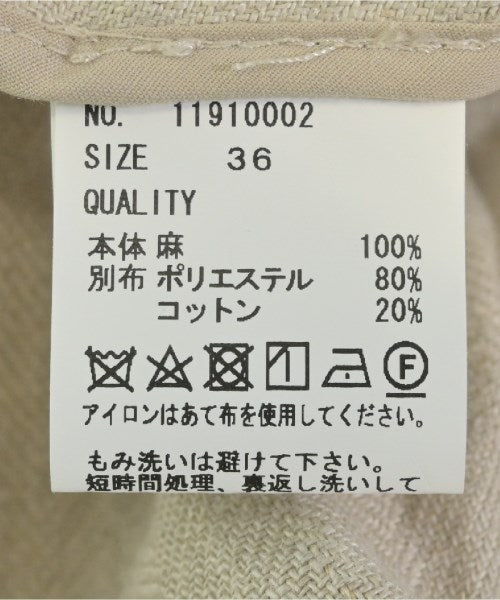 NO. 11910002
SIZE 36
QUALITY
本体 麻 100%
別布 ポリエステル 80%
コットン 20%
F
アイロンはあて布を使用してください。
もみ洗いは避けて下さい。
短時間処理、裏返し洗いして